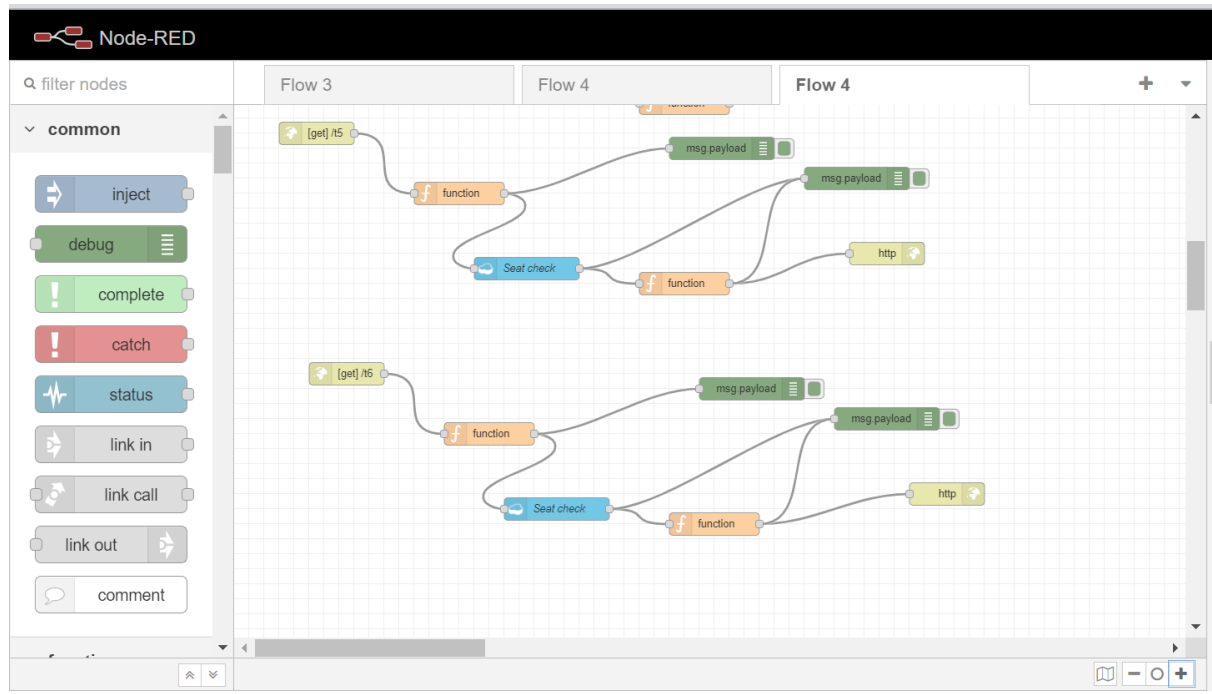 Node-RED
filter nodes
Flow 3
Flow 4
Flow 4
common
inject
debug
complete
catch
status
link in
link call
link out
comment
function
[get] /t5
msg.payload
msg.payload
function
Seat check
http
function
[get] /t6
msg.payload
msg.payload
function
Seat check
http
function